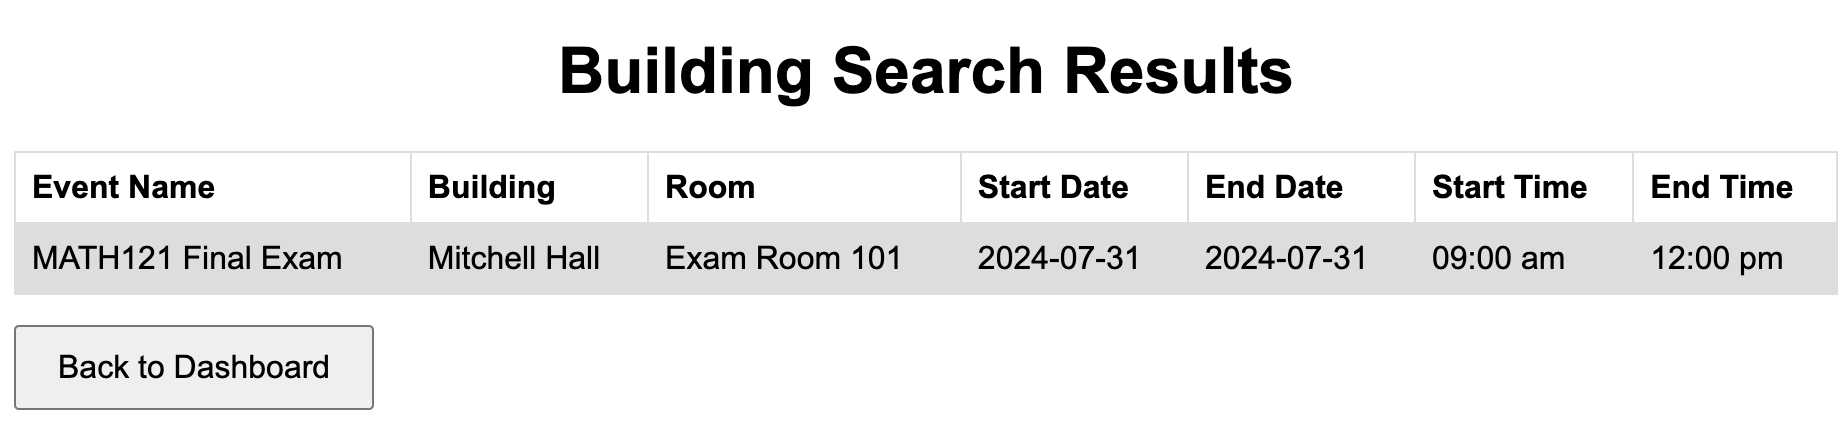 Building Search Results
Event Name Building Room Start Date End Date Start Time End Time
MATH121 Final Exam Mitchell Hall Exam Room 101 2024-07-31 2024-07-31 09:00 am 12:00 pm
Back to Dashboard